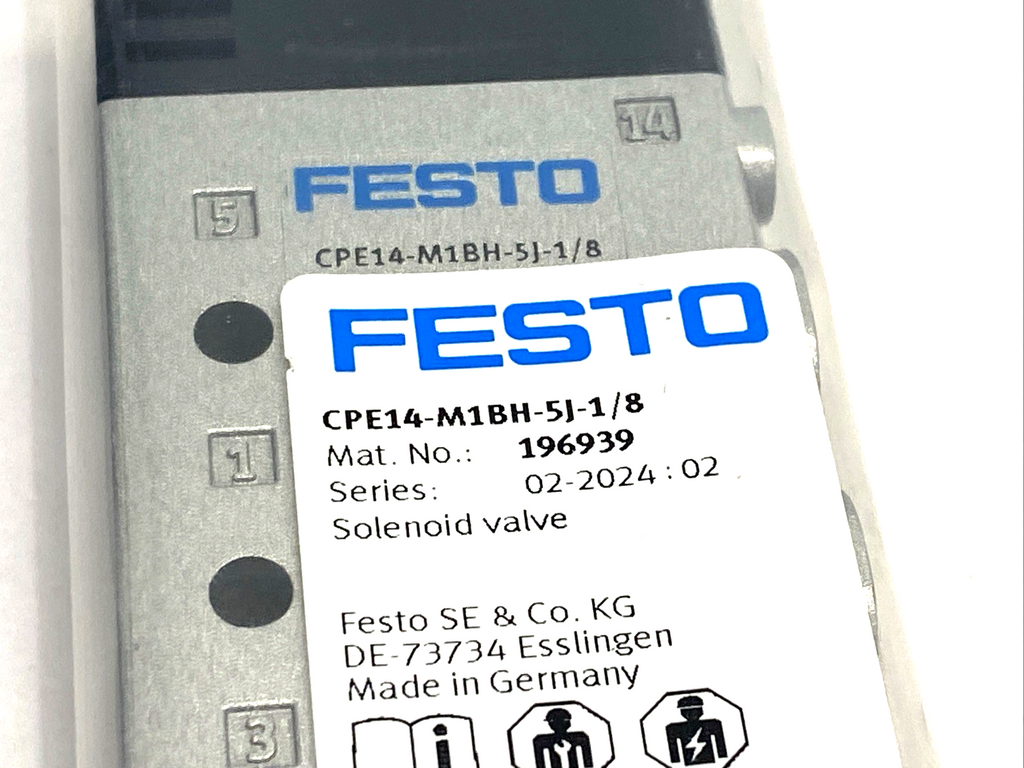 14
FESTO
5
CPE14-M1BH-5J-1/8
FESTO
CPE14-M1BH-5J-1/8
1
Mat. No.: 196939
Series: 02-2024 : 02
Solenoid valve
Festo SE & Co. KG
DE-73734 Esslingen
Made in Germany
3
i